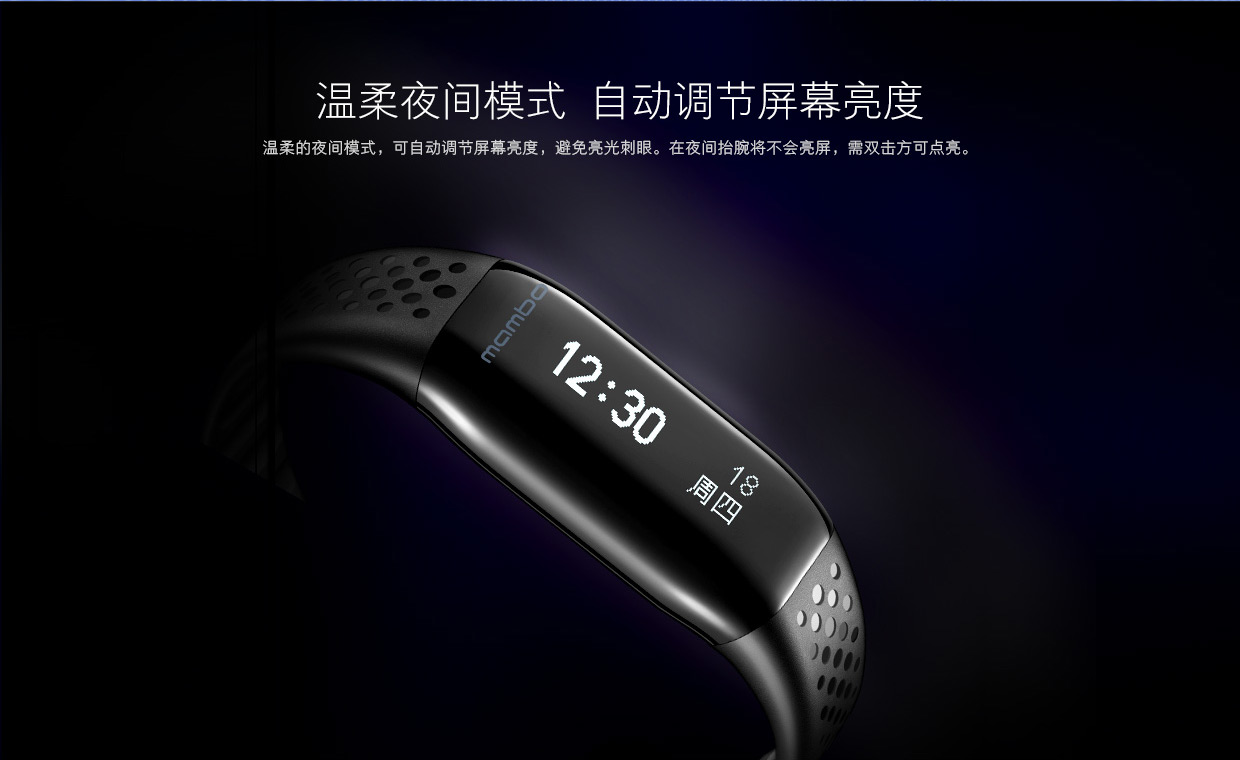 温柔夜间模式 自动调节屏幕亮度
温柔的夜间模式，可自动调节屏幕亮度，避免亮光刺眼。在夜间抬腕将不会亮屏，需双击方可点亮。
mambo
12:30
18
周四